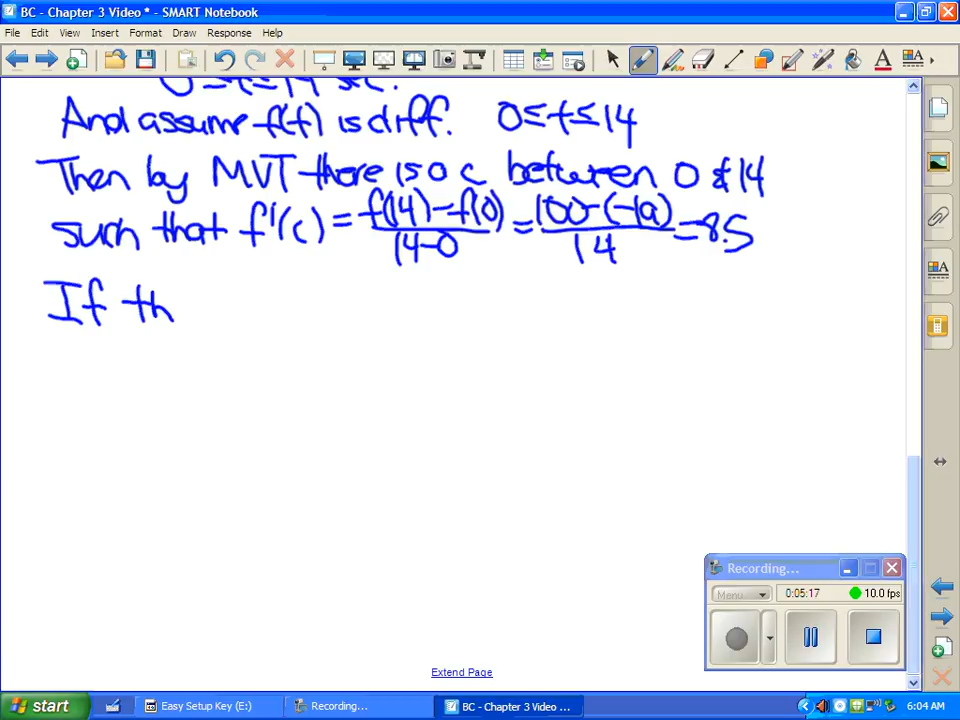 BC - Chapter 3 Video * - SMART Notebook
File Edit View Insert Format Draw Response Help
And assume f(t) is diff. 0≤t≤14
Then by MVT there is a c between 0 & 14
such that f'(c) = f(14)-f(0)/14-0 = 100-(-19)/14 = 8.5
If th
Recording...
Menu
0:05:17
10.0 fps
Extend Page
start
Easy Setup Key (E:)
Recording...
BC - Chapter 3 Video ...
6:04 AM